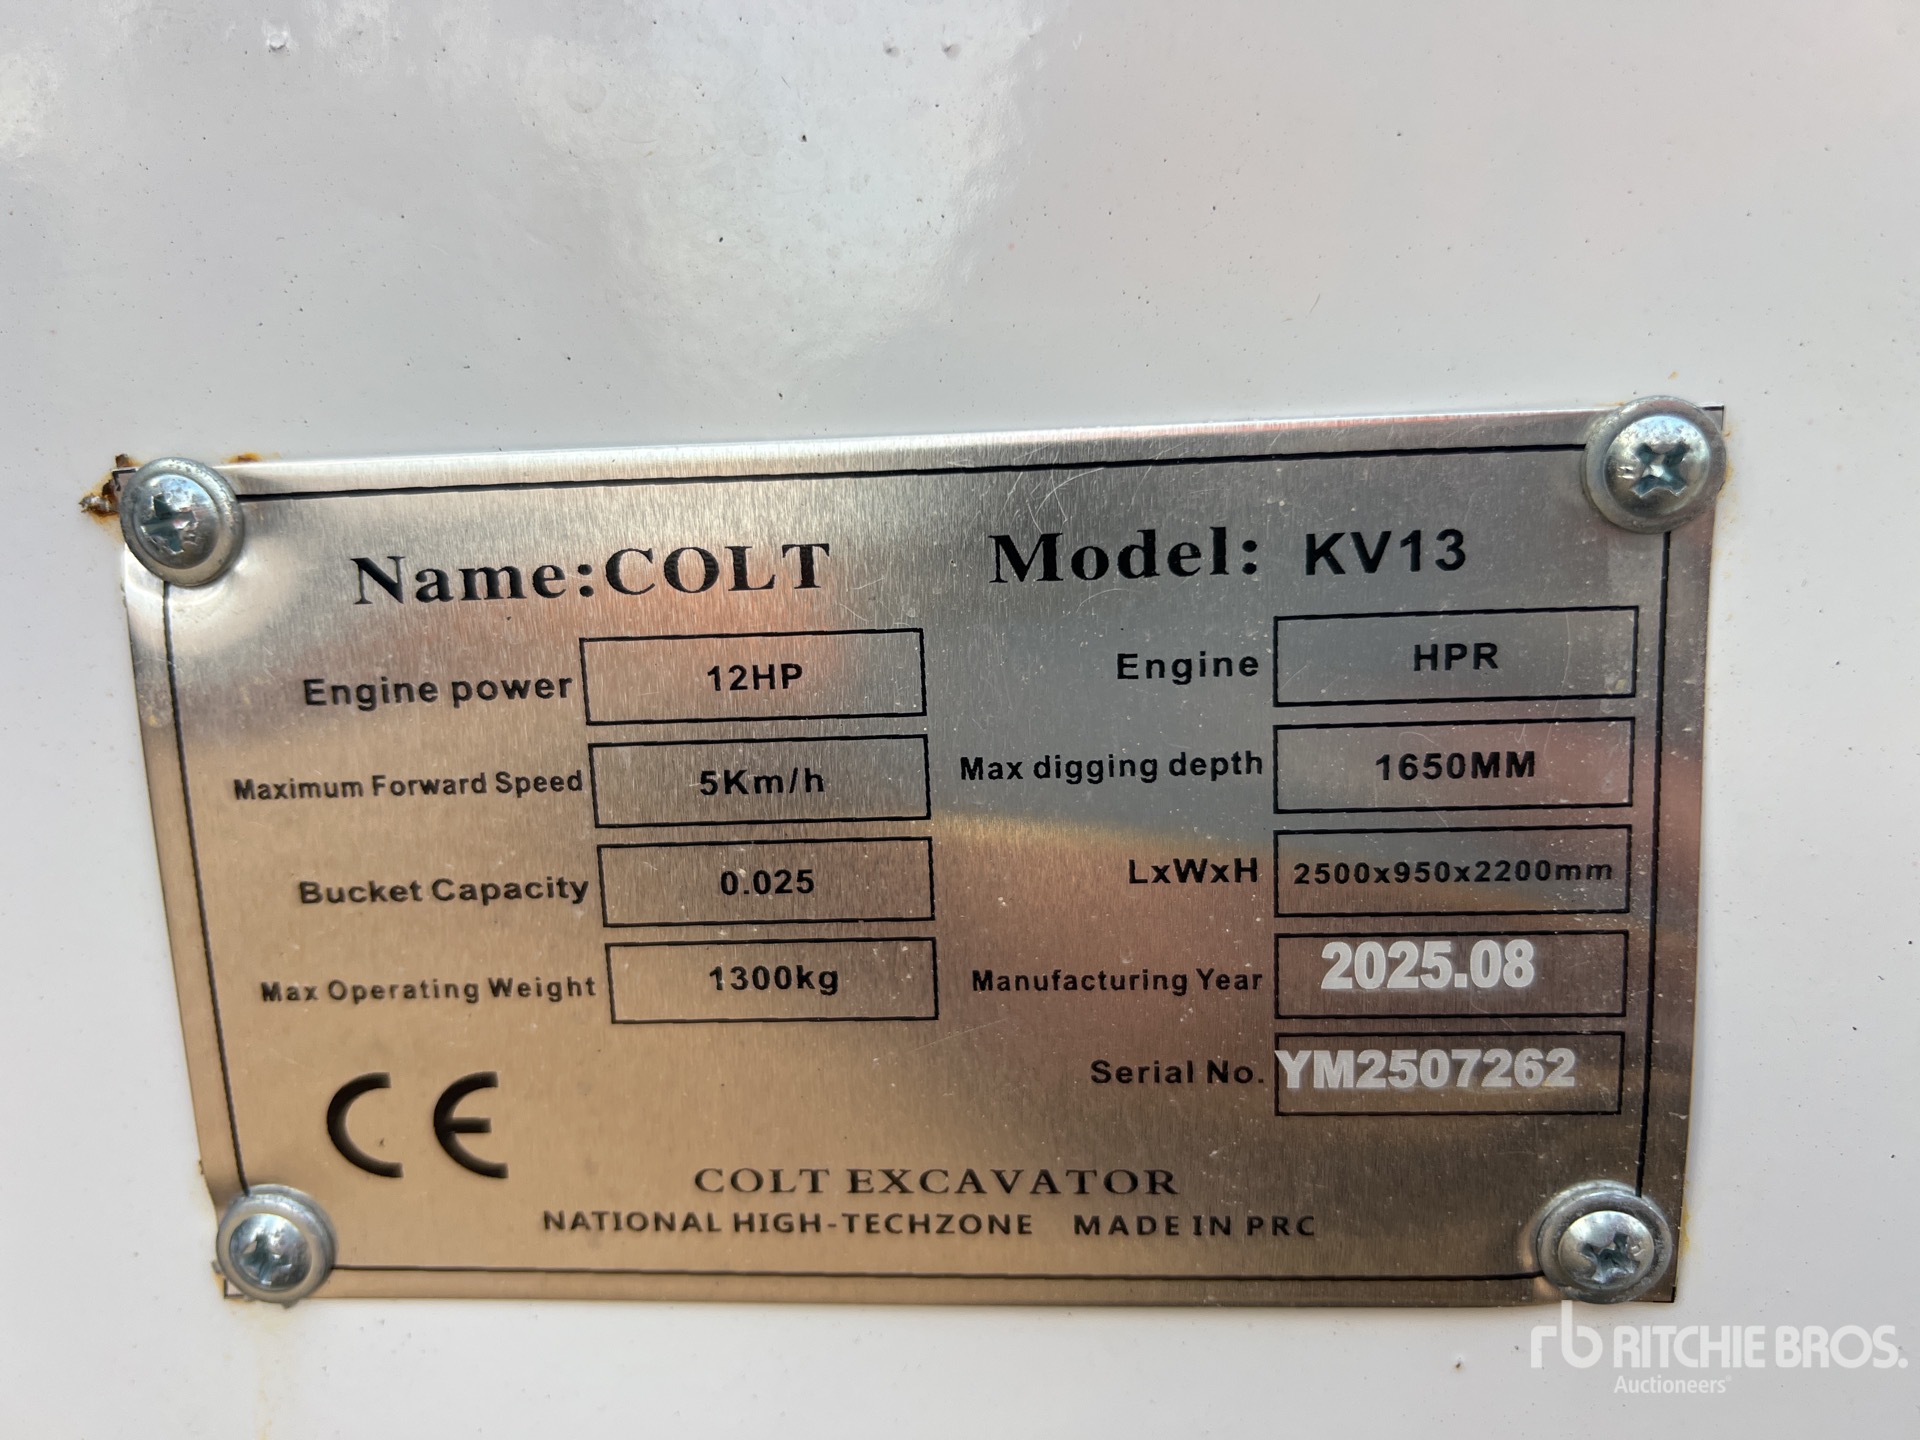 Name:COLT Model: KV13
Engine power 12HP Engine HPR
Maximum Forward Speed 5Km/h Max digging depth 1650MM
Bucket Capacity 0.025 LxWxH 2500x950x2200mm
Max Operating Weight 1300kg Manufacturing Year 2025.08
Serial No. YM2507262
CE
COLT EXCAVATOR
NATIONAL HIGH-TECHZONE MADE IN PRC
rb RITCHIE BROS.
Auctioneers